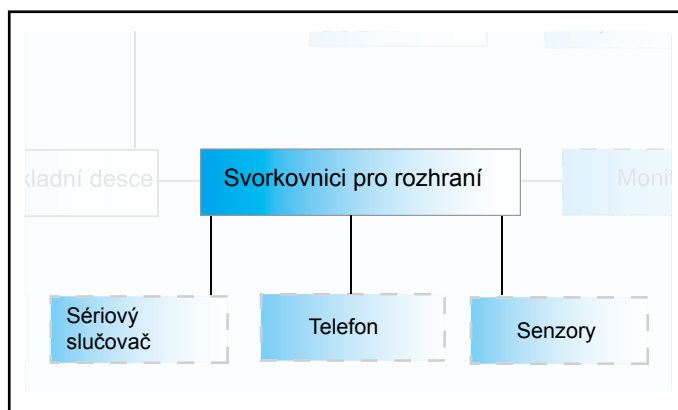 kladní desce
Svorkovnici pro rozhraní
Monit
Sériový
slučovač
Telefon
Senzory